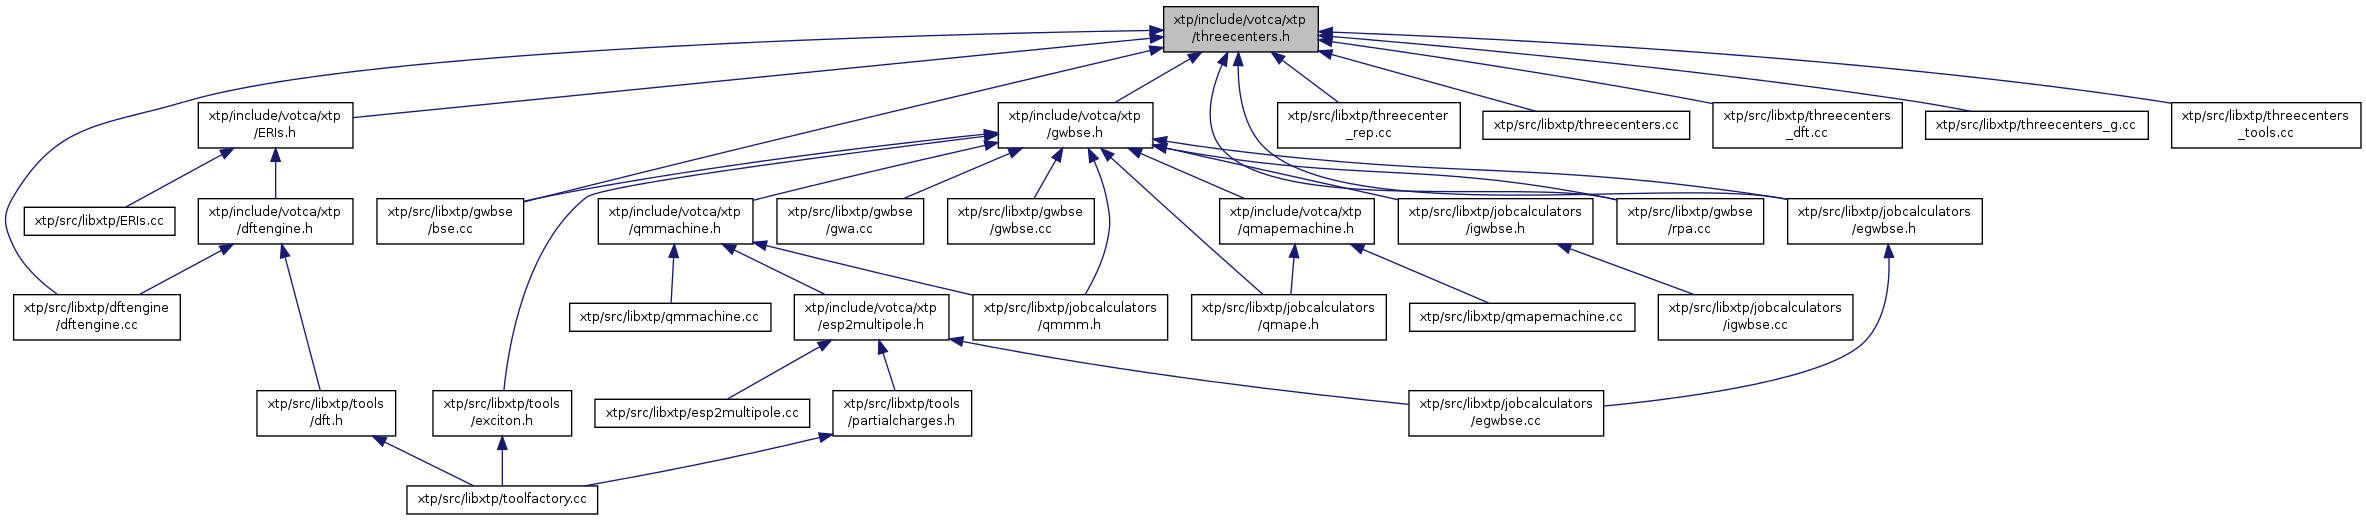 xtp/include/votca/xtp
/threecenters.h
xtp/include/votca/xtp
/ERIs.h
xtp/include/votca/xtp
/gwbse.h
xtp/src/libxtp/threecenter
_rep.cc
xtp/src/libxtp/threecenters.cc
xtp/src/libxtp/threecenters
_dft.cc
xtp/src/libxtp/threecenters_g.cc
xtp/src/libxtp/threecenters
_tools.cc
xtp/src/libxtp/ERIs.cc
xtp/include/votca/xtp
/dftengine.h
xtp/src/libxtp/gwbse
/bse.cc
xtp/include/votca/xtp
/qmmachine.h
xtp/src/libxtp/gwbse
/gwa.cc
xtp/src/libxtp/gwbse
/gwbse.cc
xtp/include/votca/xtp
/qmapemachine.h
xtp/src/libxtp/jobcalculators
/igwbse.h
xtp/src/libxtp/gwbse
/rpa.cc
xtp/src/libxtp/jobcalculators
/egwbse.h
xtp/src/libxtp/dftengine
/dftengine.cc
xtp/src/libxtp/qmmachine.cc
xtp/include/votca/xtp
/esp2multipole.h
xtp/src/libxtp/jobcalculators
/qmmm.h
xtp/src/libxtp/jobcalculators
/qmape.h
xtp/src/libxtp/qmapemachine.cc
xtp/src/libxtp/jobcalculators
/igwbse.cc
xtp/src/libxtp/tools
/dft.h
xtp/src/libxtp/tools
/exciton.h
xtp/src/libxtp/esp2multipole.cc
xtp/src/libxtp/tools
/partialcharges.h
xtp/src/libxtp/jobcalculators
/egwbse.cc
xtp/src/libxtp/toolfactory.cc